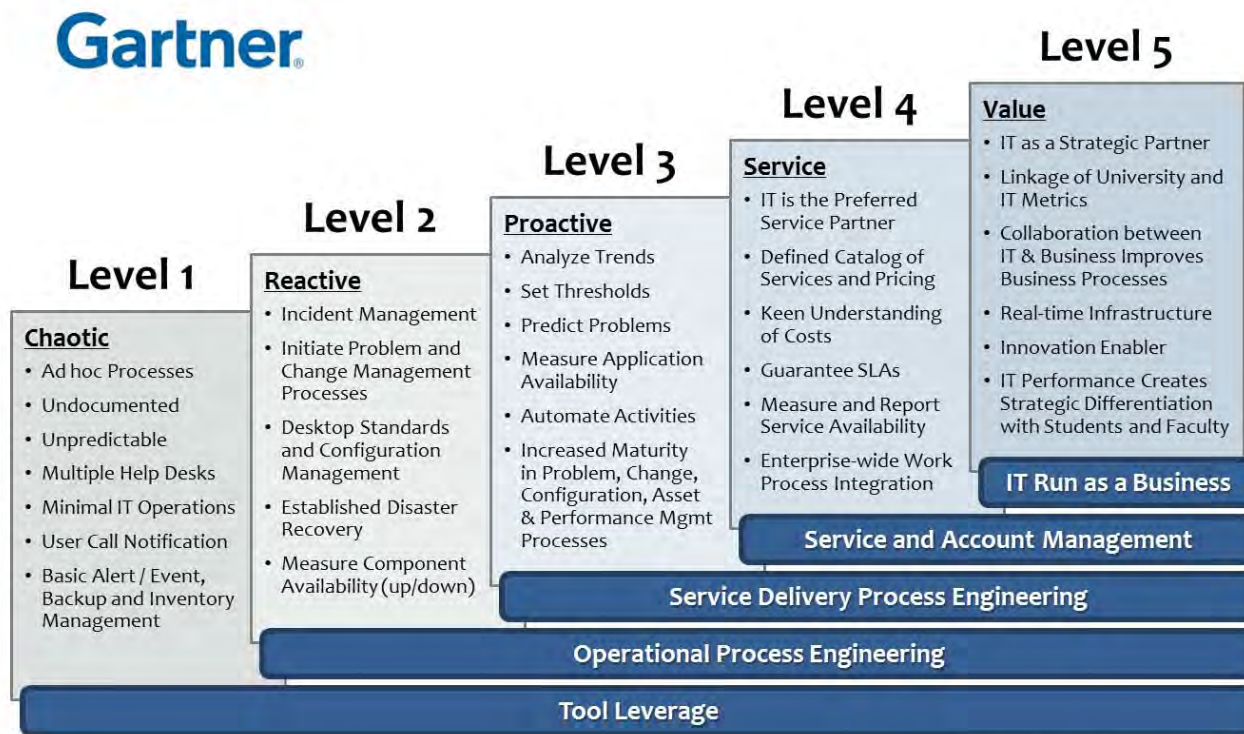 Gartner®
Level 1
Chaotic
• Ad hoc Processes
• Undocumented
• Unpredictable
• Multiple Help Desks
• Minimal IT Operations
• User Call Notification
• Basic Alert / Event,
Backup and Inventory
Management
Level 2
Reactive
• Incident Management
• Initiate Problem and
Change Management
Processes
• Desktop Standards
and Configuration
Management
• Established Disaster
Recovery
• Measure Component
Availability (up/down)
Level 3
Proactive
• Analyze Trends
• Set Thresholds
• Predict Problems
• Measure Application
Availability
• Automate Activities
• Increased Maturity
in Problem, Change,
Configuration, Asset
& Performance Mgmt
Processes
Level 4
Service
• IT is the Preferred
Service Partner
• Defined Catalog of
Services and Pricing
• Keen Understanding
of Costs
• Guarantee SLAs
• Measure and Report
Service Availability
• Enterprise-wide Work
Process Integration
Level 5
Value
• IT as a Strategic Partner
• Linkage of University and
IT Metrics
• Collaboration between
IT & Business Improves
Business Processes
• Real-time Infrastructure
• Innovation Enabler
• IT Performance Creates
Strategic Differentiation
with Students and Faculty
IT Run as a Business
Service and Account Management
Service Delivery Process Engineering
Operational Process Engineering
Tool Leverage